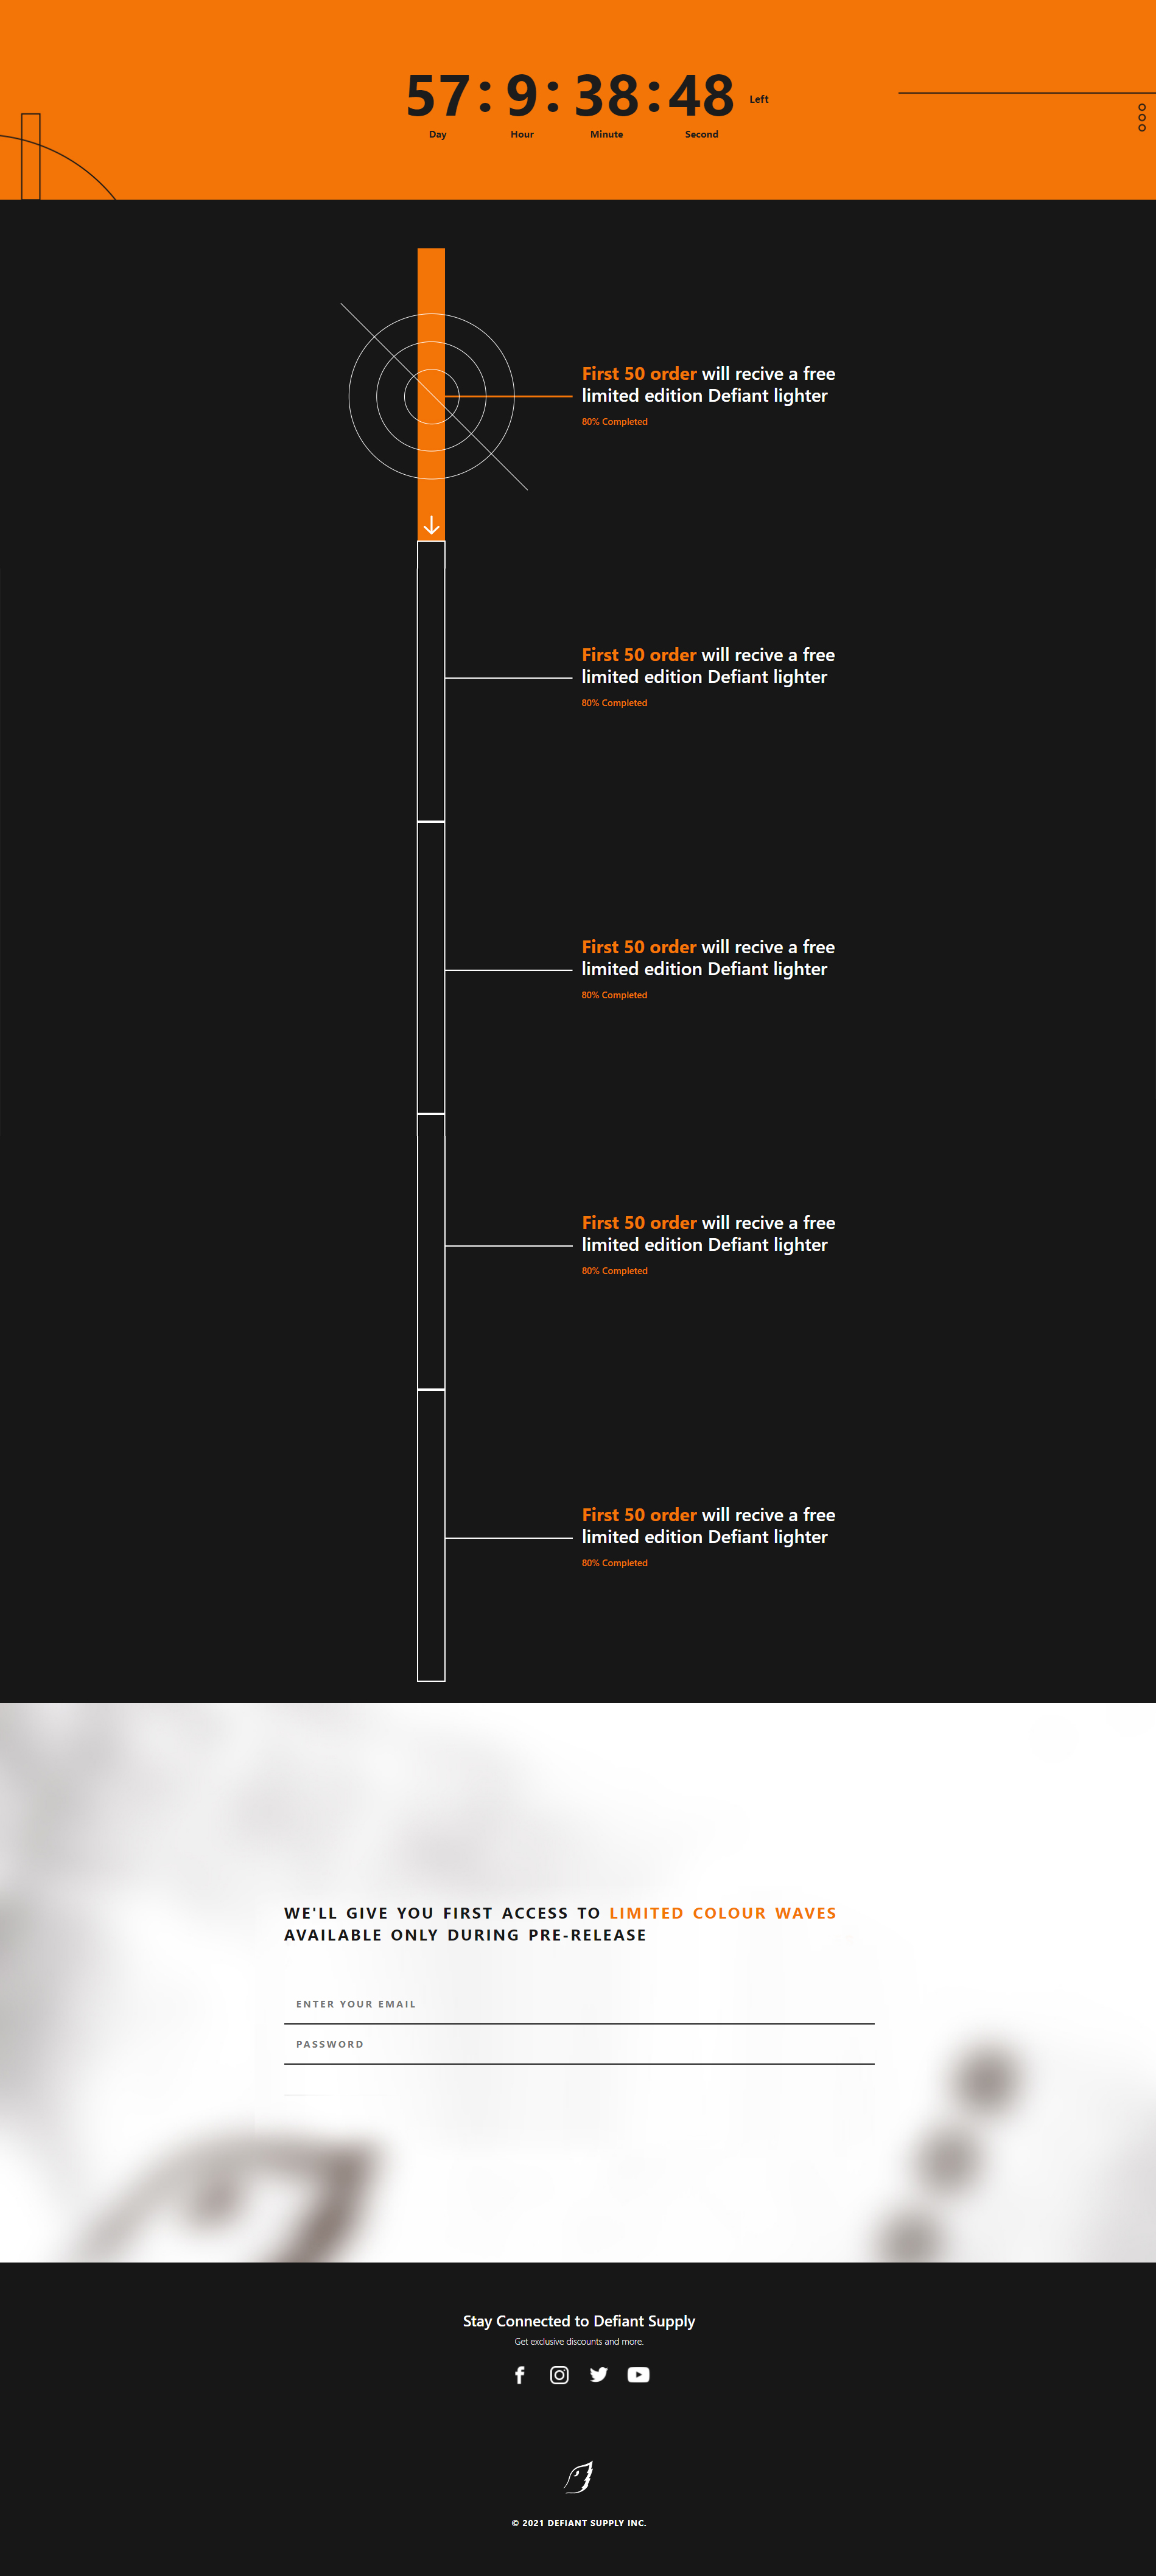 57 : 9 : 38 : 48 Left
Day Hour Minute Second
First 50 order will recive a free
limited edition Defiant lighter
80% Completed
First 50 order will recive a free
limited edition Defiant lighter
80% Completed
First 50 order will recive a free
limited edition Defiant lighter
80% Completed
First 50 order will recive a free
limited edition Defiant lighter
80% Completed
First 50 order will recive a free
limited edition Defiant lighter
80% Completed
WE'LL GIVE YOU FIRST ACCESS TO LIMITED COLOUR WAVES
AVAILABLE ONLY DURING PRE-RELEASE
ENTER YOUR EMAIL
PASSWORD
Stay Connected to Defiant Supply
Get exclusive discounts and more.
© 2021 DEFIANT SUPPLY INC.